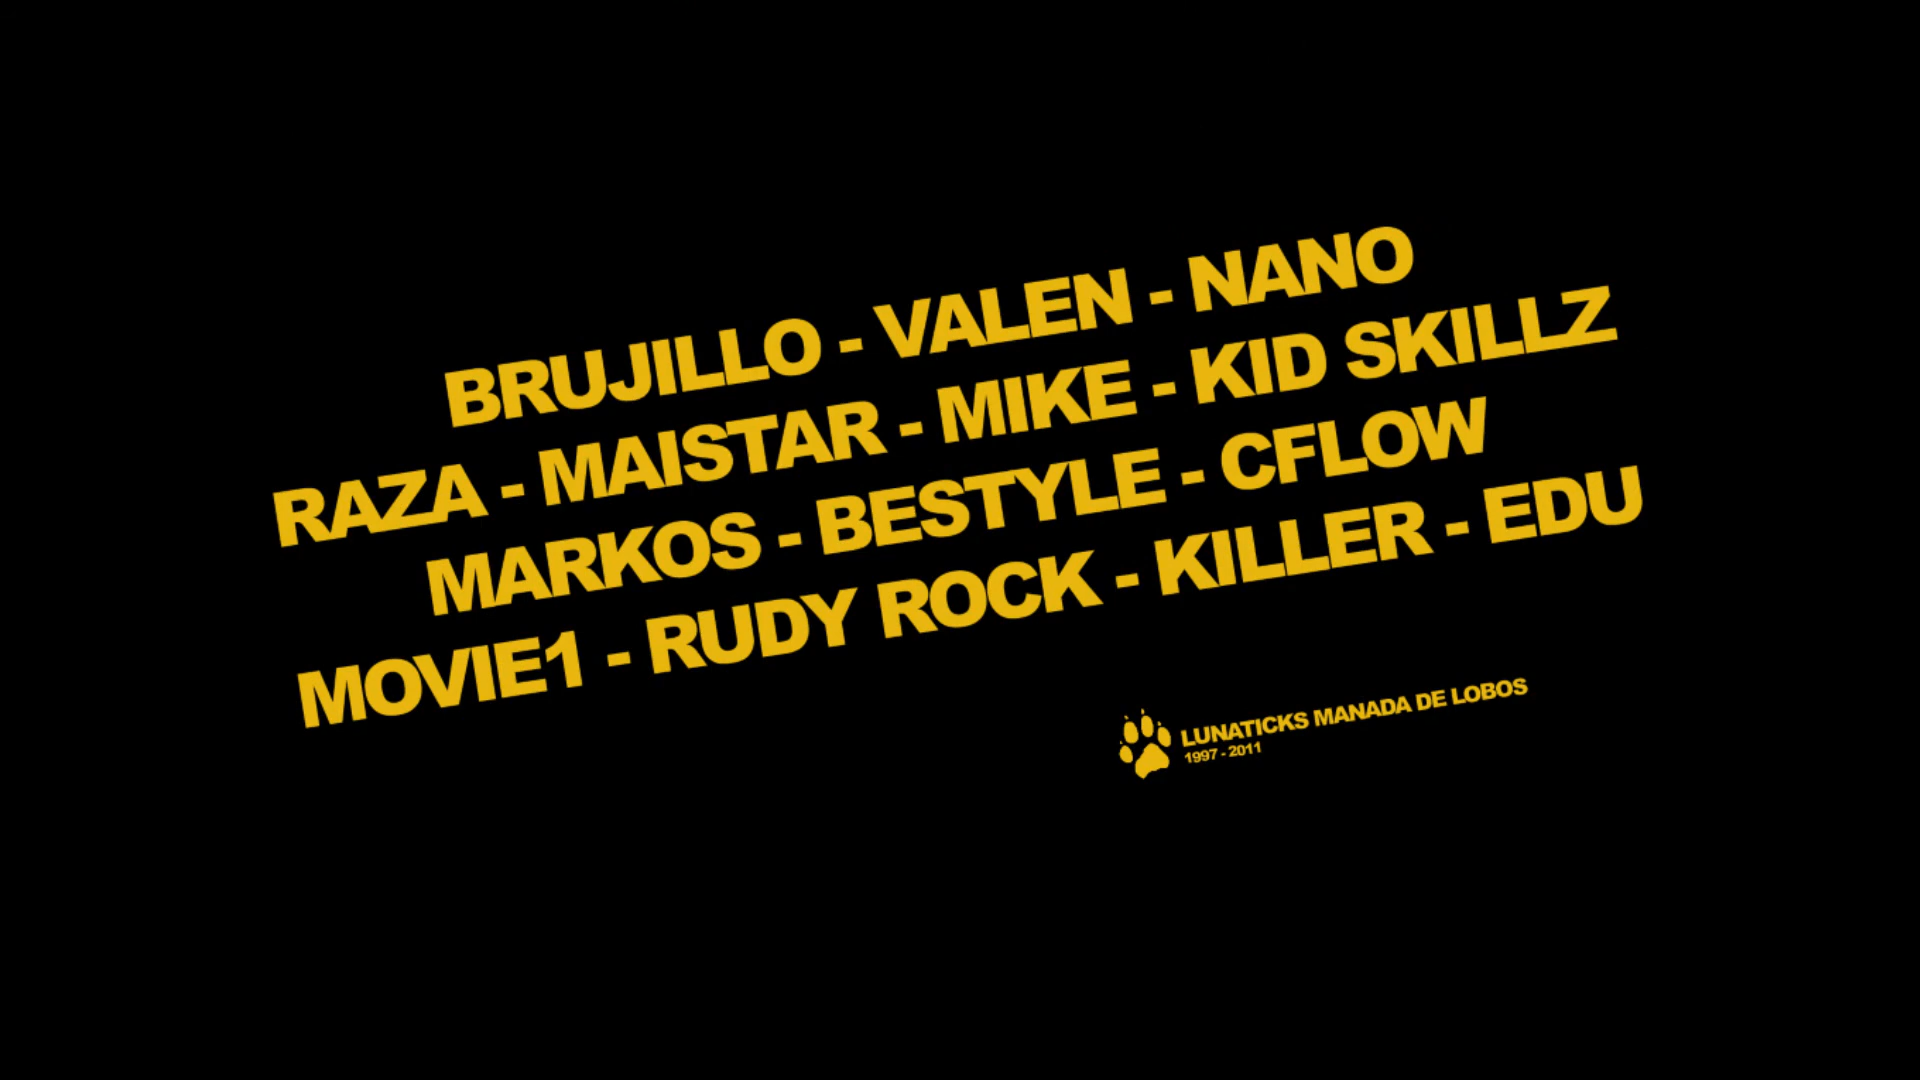 BRUJILLO - VALEN - NANO
RAZA - MAISTAR - MIKE - KID SKILLZ
MARKOS - BESTYLE - CFLOW
MOVIE1 - RUDY ROCK - KILLER - EDU
LUNATICKS MANADA DE LOBOS
1997 - 2011